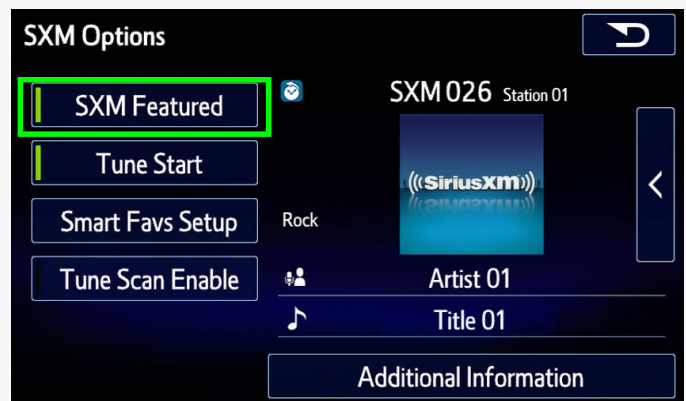 SXM Options
SXM Featured
Tune Start
Smart Favs Setup
Tune Scan Enable
SXM 026 Station 01
((SiriusXM))
Rock
Artist 01
Title 01
Additional Information